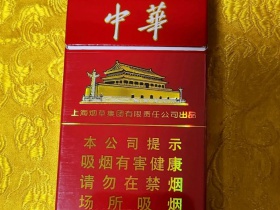 中華
上海烟草集团有限责任公司出品
本公司提示
吸烟有害健康
请勿在禁烟
场所吸烟